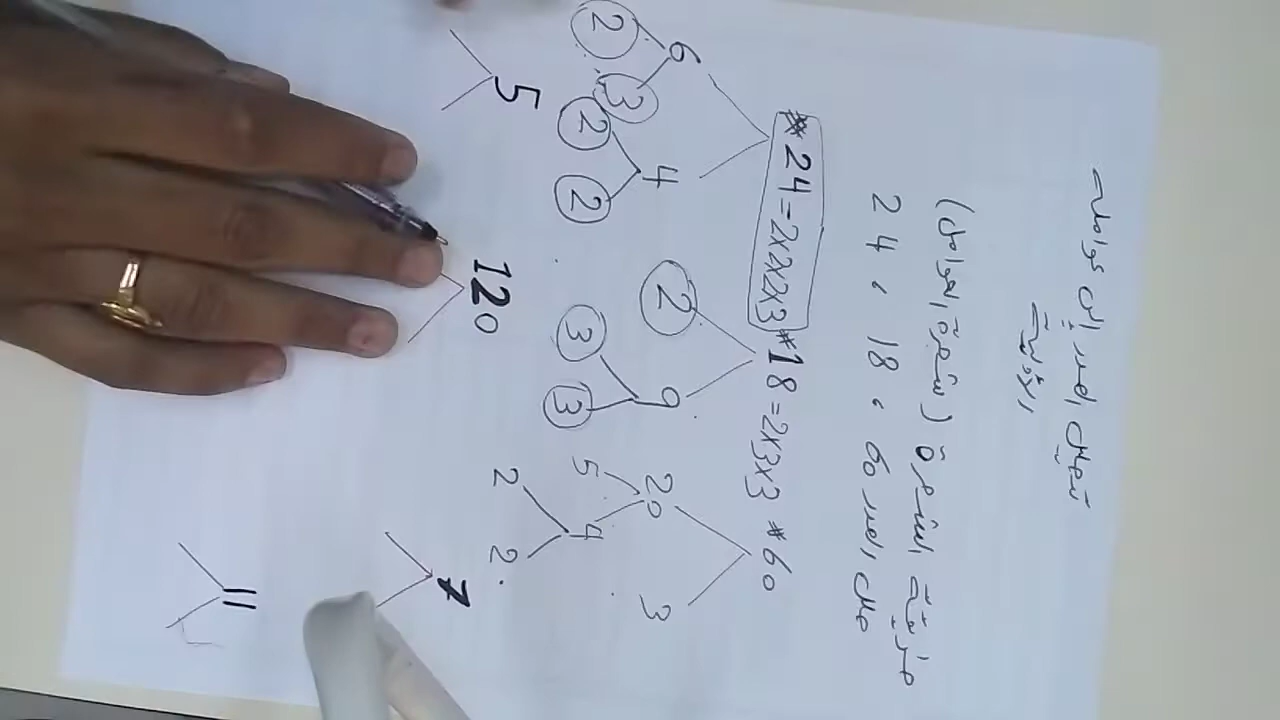 تحليل العدد إلى عوامله
الأولية
طريقة الشجرة (شجرة العوامل)
حلل العدد 60 ، 18 ، 24
* 24 = 2x2x2x3 * 18 = 2x3x3 * 60
6 4 2 9 20 3
2 3 2 2 3 3 5 4
2 2
5 120 7
11